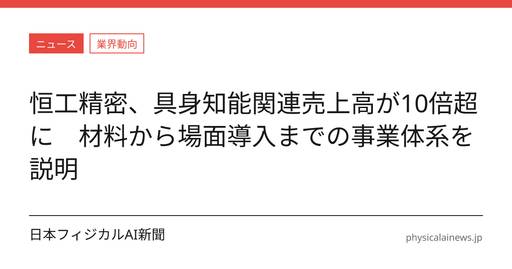 ニュース 業界動向
恒工精密、具身知能関連売上高が10倍超
に　材料から場面導入までの事業体系を
説明
日本フィジカルAI新聞 physicalainews.jp